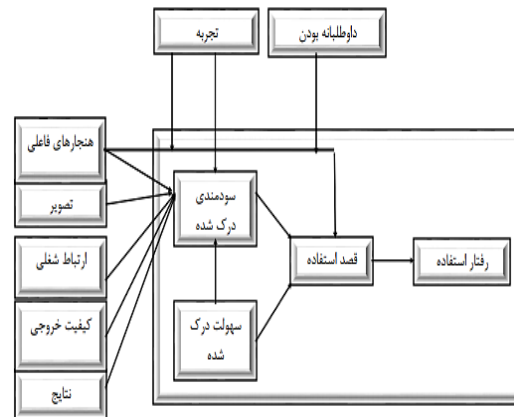 تجربه
داوطلبانه بودن
هنجارهای فاعلی
تصویر
ارتباط شغلی
کیفیت خروجی
نتایج
سودمندی
درک شده
سهولت درک
شده
قصد استفاده
رفتار استفاده